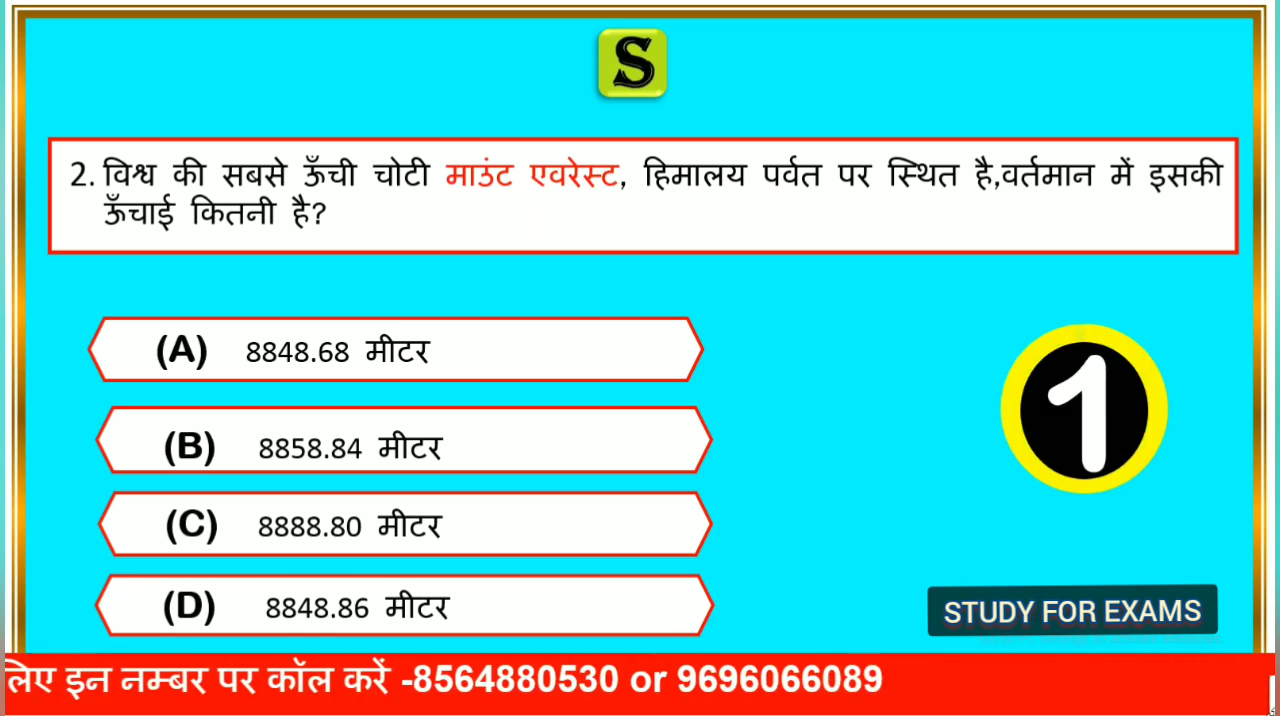 S
2. विश्व की सबसे ऊँची चोटी माउंट एवरेस्ट, हिमालय पर्वत पर स्थित है,वर्तमान में इसकी
ऊँचाई कितनी है?
(A) 8848.68 मीटर
(B) 8858.84 मीटर
(C) 8888.80 मीटर
(D) 8848.86 मीटर
1
STUDY FOR EXAMS
लिए इन नम्बर पर कॉल करें -8564880530 or 9696066089